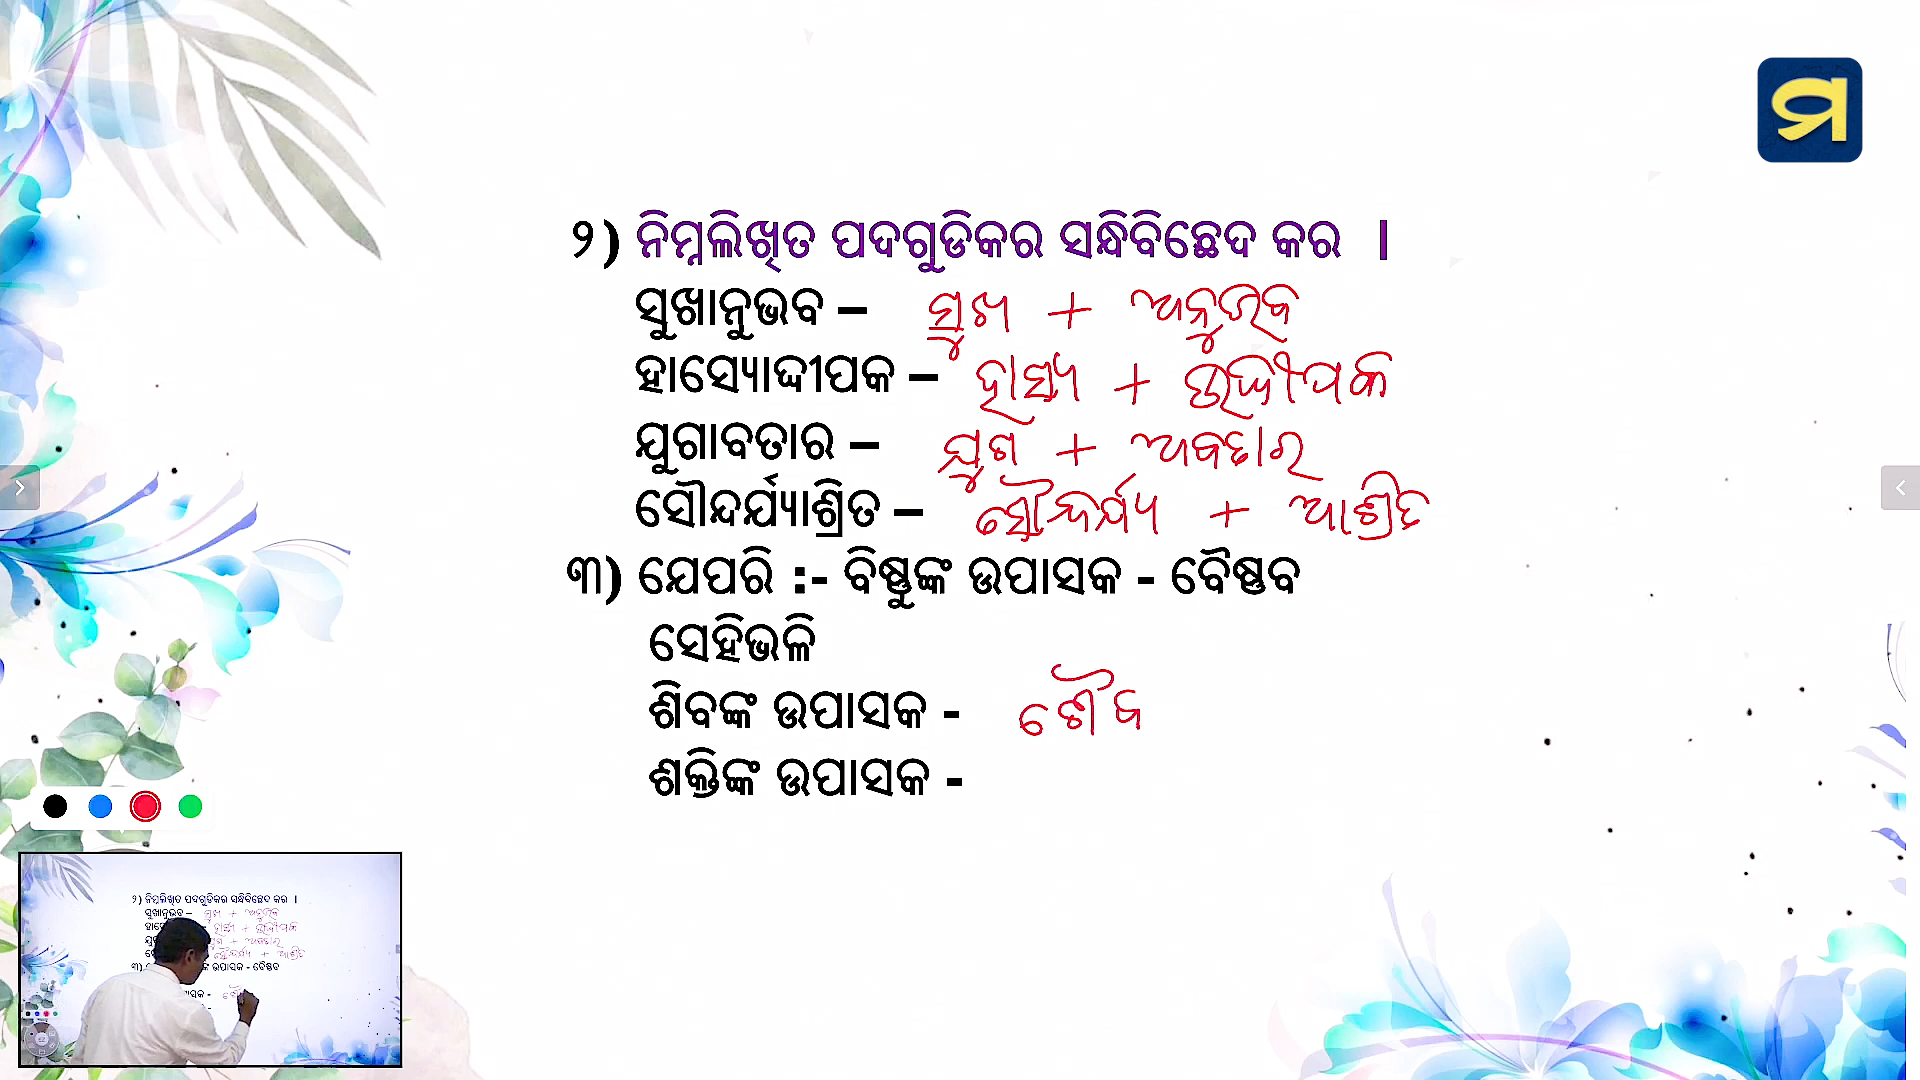 ମ
୨) ନିମ୍ନଲିଖିତ ପଦଗୁଡିକର ସନ୍ଧିବିଛେଦ କର ।
ସୁଖାନୁଭବ – ସୁଖ + ଅନୁଭବ
ହାସ୍ୟୋଦ୍ଦୀପକ – ହାସ୍ୟ + ଉଦ୍ଦୀପକ
ଯୁଗାବତାର – ଯୁଗ + ଅବତାର
ସୌନ୍ଦର୍ଯ୍ୟାଶ୍ରିତ – ସୌନ୍ଦର୍ଯ୍ୟ + ଆଶ୍ରିତ
୩) ଯେପରି :- ବିଷ୍ଣୁଙ୍କ ଉପାସକ - ବୈଷ୍ଣବ
ସେହିଭଳି
ଶିବଙ୍କ ଉପାସକ - ଶୈବ
ଶକ୍ତିଙ୍କ ଉପାସକ -